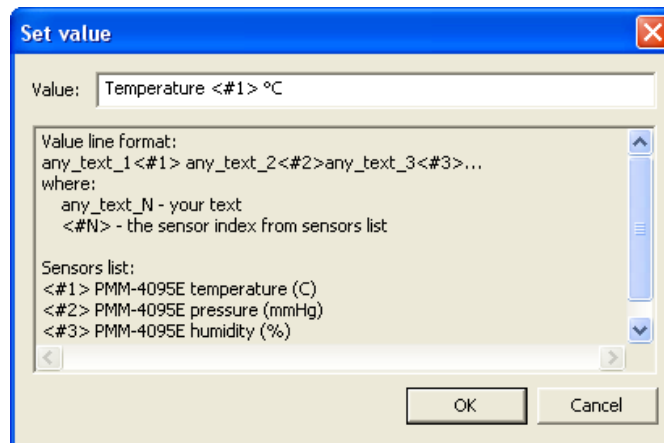 Set value
Value: Temperature <#1> °C
Value line format:
any_text_1<#1> any_text_2<#2>any_text_3<#3>...
where:
any_text_N - your text
<#N> - the sensor index from sensors list
Sensors list:
<#1> PMM-4095E temperature (C)
<#2> PMM-4095E pressure (mmHg)
<#3> PMM-4095E humidity (%)
OK Cancel